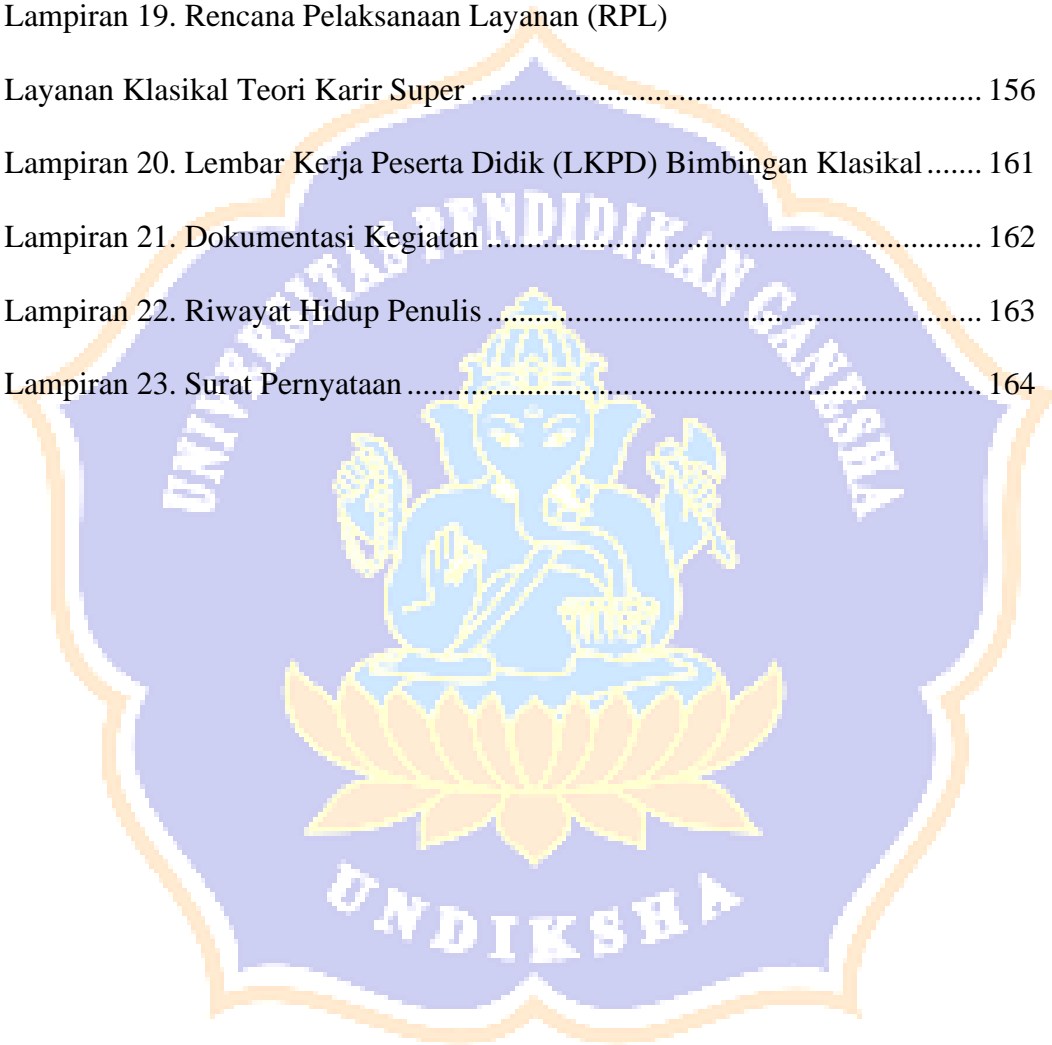 Lampiran 19. Rencana Pelaksanaan Layanan (RPL)
Layanan Klasikal Teori Karir Super ................................................................ 156
Lampiran 20. Lembar Kerja Peserta Didik (LKPD) Bimbingan Klasikal ....... 161
Lampiran 21. Dokumentasi Kegiatan .............................................................. 162
Lampiran 22. Riwayat Hidup Penulis .............................................................. 163
Lampiran 23. Surat Pernyataan ........................................................................ 164
UNIVERSITAS PENDIDIKAN GANESHA
UNDIKSHA